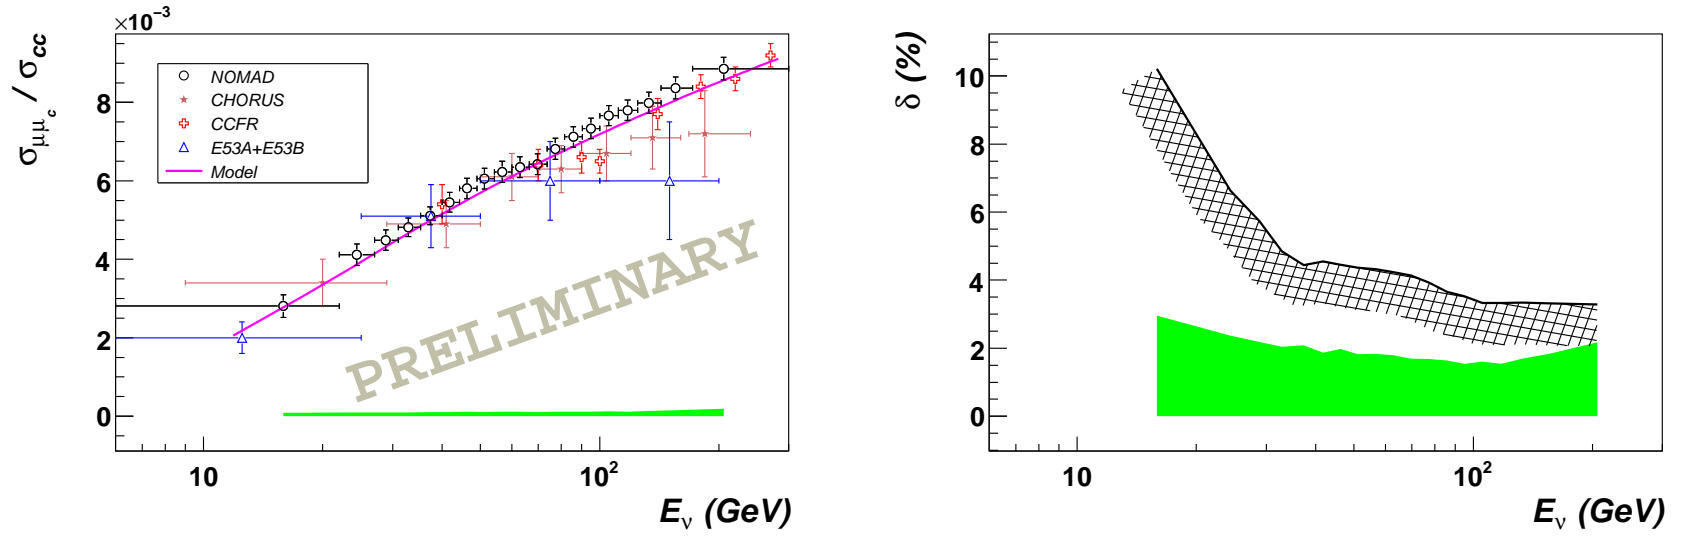 ×10⁻³
σμμc / σcc
8
6
4
2
0
NOMAD
CHORUS
CCFR
E53A+E53B
Model
PRELIMINARY
10
10²
Eν (GeV)
δ (%)
10
8
6
4
2
0
10
10²
Eν (GeV)